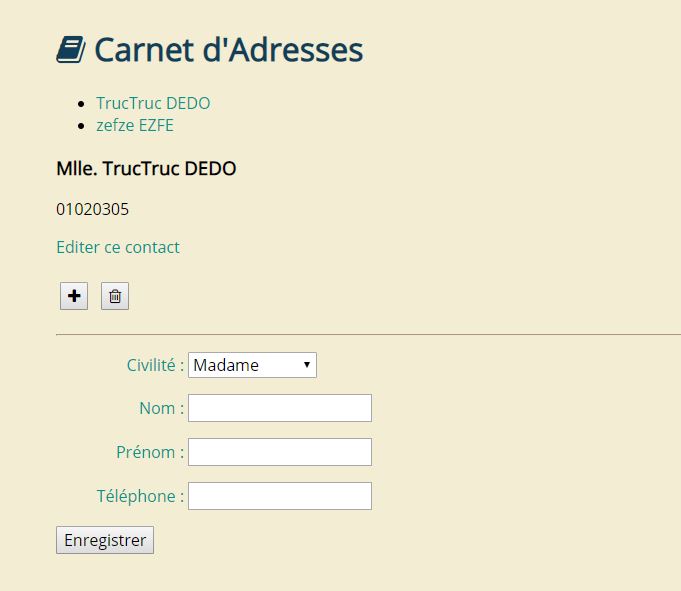 Carnet d'Adresses
TrucTruc DEDO
zefze EZFE
Mlle. TrucTruc DEDO
01020305
Editer ce contact
Civilité : Madame
Nom :
Prénom :
Téléphone :
Enregistrer